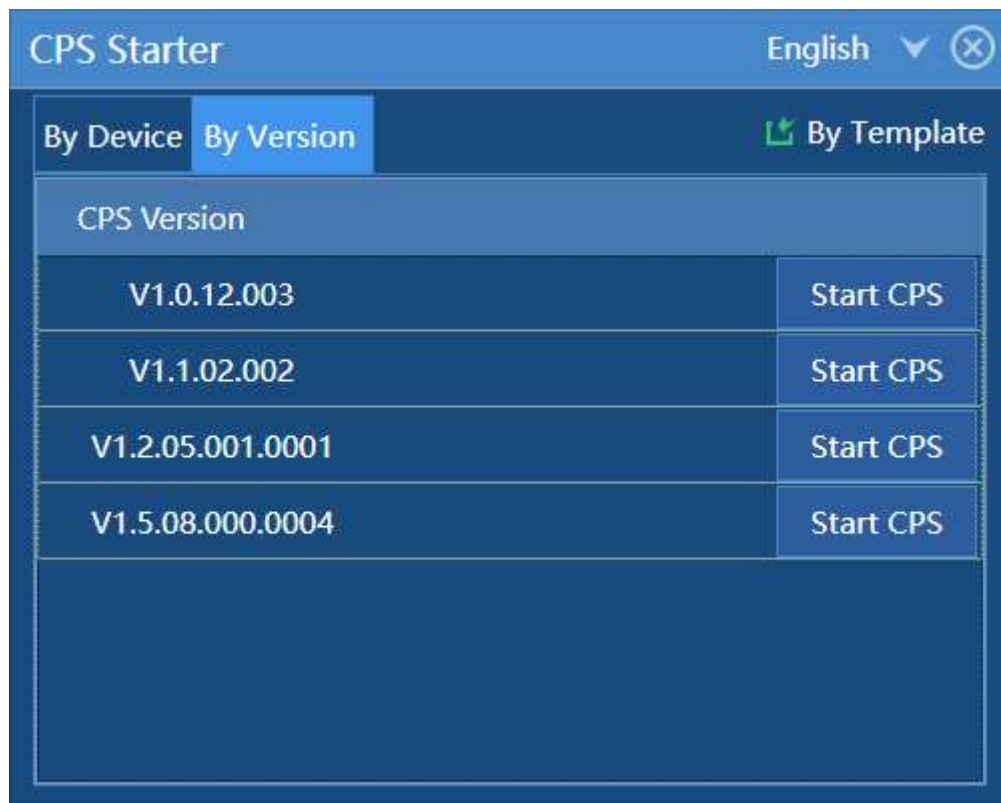 CPS Starter English
By Device By Version By Template
CPS Version
V1.0.12.003 Start CPS
V1.1.02.002 Start CPS
V1.2.05.001.0001 Start CPS
V1.5.08.000.0004 Start CPS